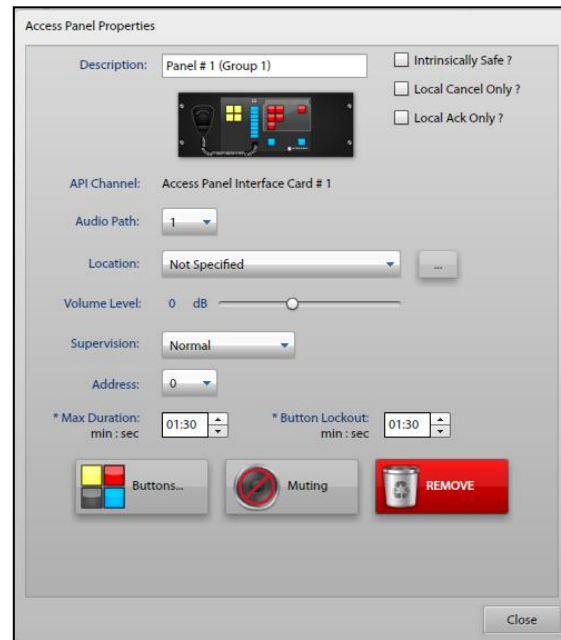 Access Panel Properties
Description: Panel # 1 (Group 1)
Intrinsically Safe ?
Local Cancel Only ?
Local Ack Only ?
API Channel: Access Panel Interface Card # 1
Audio Path: 1
Location: Not Specified ...
Volume Level: 0 dB
Supervision: Normal
Address: 0
* Max Duration: 01:30 * Button Lockout: 01:30
min : sec min : sec
Buttons... Muting REMOVE
Close